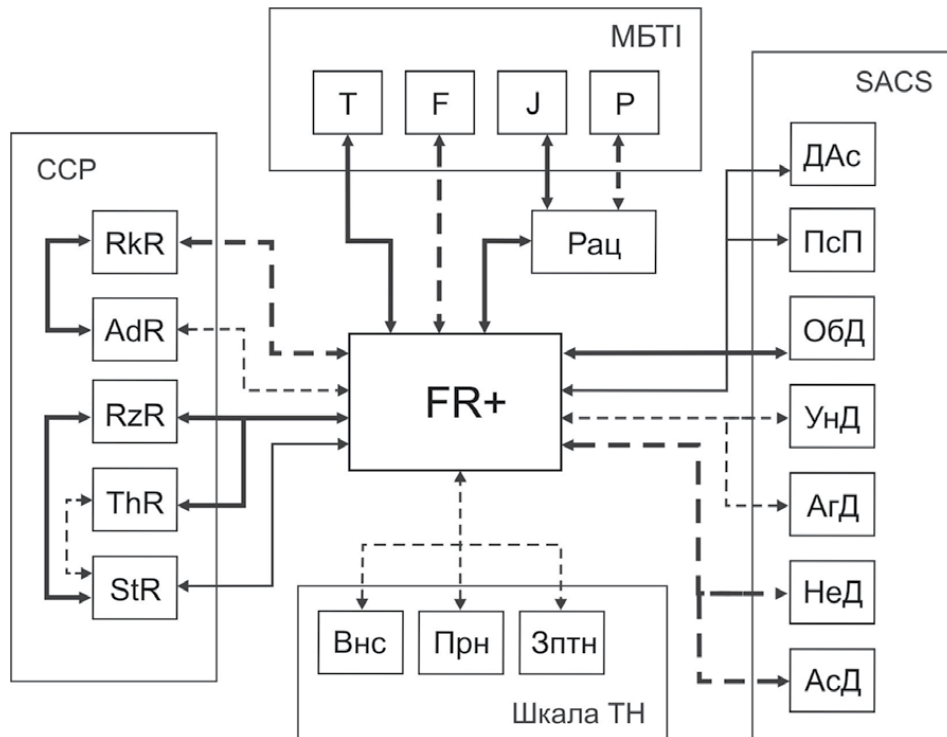 МБТІ
T
F
J
P
Рац
ССР
RkR
AdR
RzR
ThR
StR
FR+
SACS
ДАс
ПсП
ОбД
УнД
АгД
НеД
АсД
Внс
Прн
Зптн
Шкала ТН